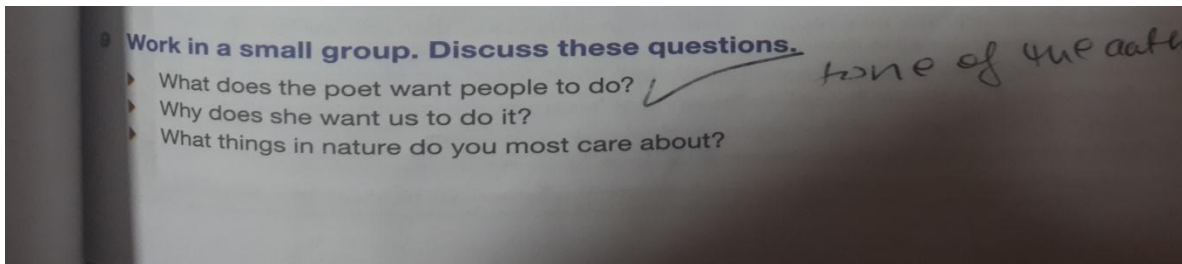 9 Work in a small group. Discuss these questions.
What does the poet want people to do?
Why does she want us to do it?
What things in nature do you most care about?
tone of the